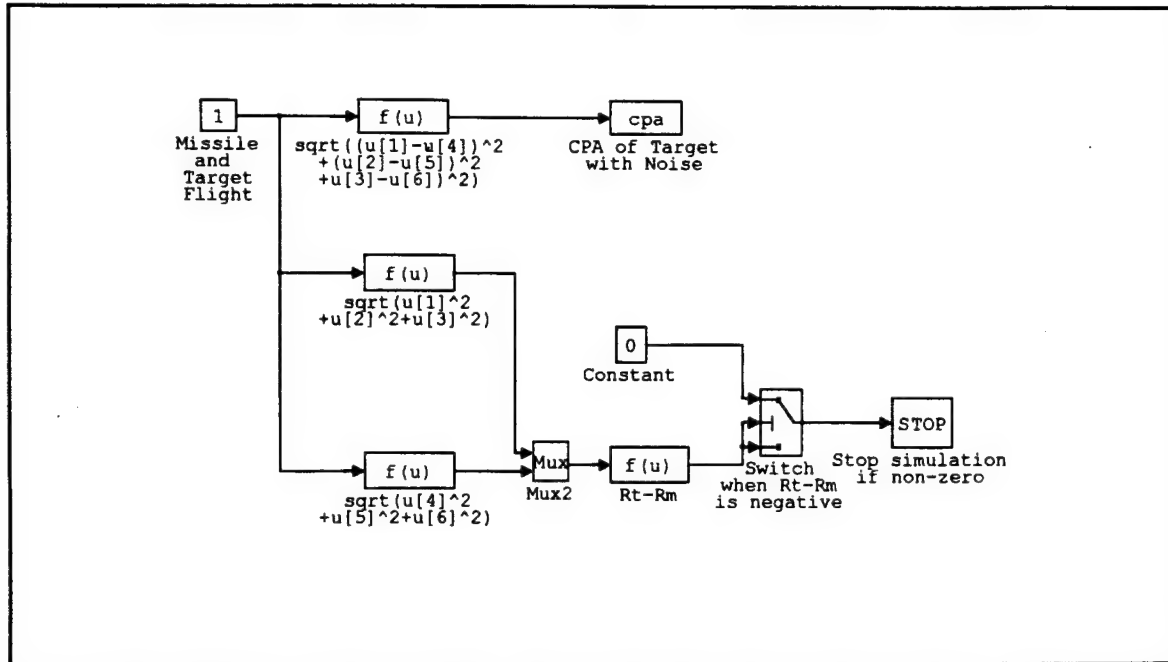 1
Missile
and
Target
Flight
f(u)
sqrt((u[1]-u[4])^2
+(u[2]-u[5])^2
+u[3]-u[6])^2)
cpa
CPA of Target
with Noise
f(u)
sqrt(u[1]^2
+u[2]^2+u[3]^2)
0
Constant
f(u)
sqrt(u[4]^2
+u[5]^2+u[6]^2)
Mux
Mux2
f(u)
Rt-Rm
Switch
when Rt-Rm
is negative
STOP
Stop simulation
if non-zero